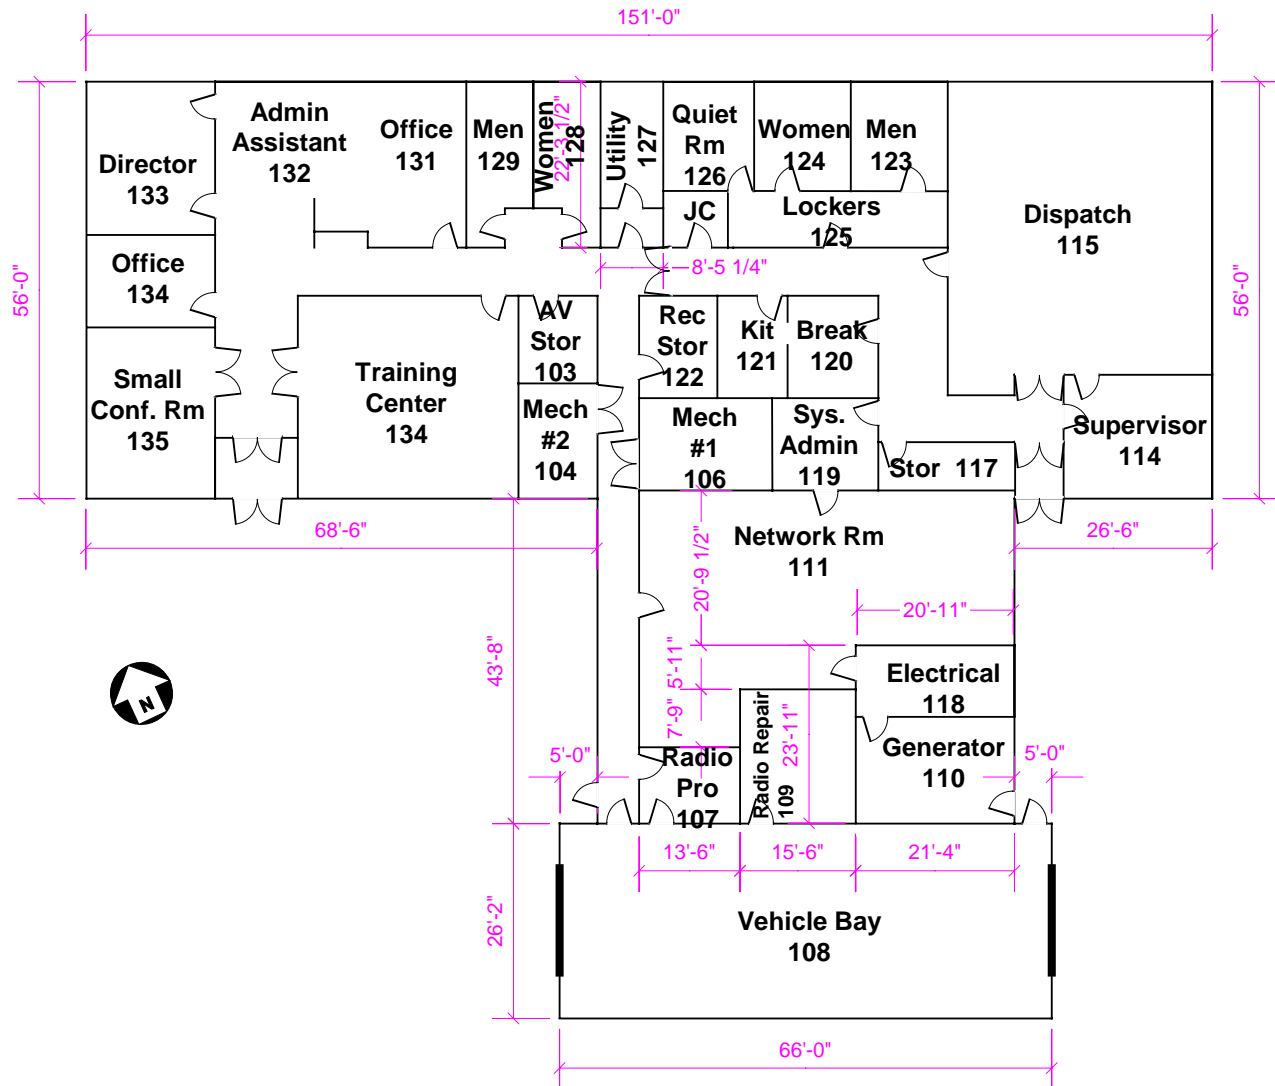 151'-0"
Admin
Assistant
132
Office
131
Men
129
Women
128
22'-3 1/2"
Utility
127
Quiet
Rm
126
Women
124
Men
123
Director
133
JC
Lockers
125
Dispatch
115
Office
134
8'-5 1/4"
56'-0"
56'-0"
AV
Stor
103
Rec
Stor
122
Kit
121
Break
120
Small
Conf. Rm
135
Training
Center
134
Mech
#2
104
Mech
#1
106
Sys.
Admin
119
Stor 117
Supervisor
114
68'-6"
Network Rm
111
26'-6"
20'-9 1/2"
20'-11"
43'-8"
5'-11"
Electrical
118
N
7'-9"
Radio Repair
109
23'-11"
Generator
110
5'-0"
Radio
Pro
107
5'-0"
13'-6"
15'-6"
21'-4"
26'-2"
Vehicle Bay
108
66'-0"